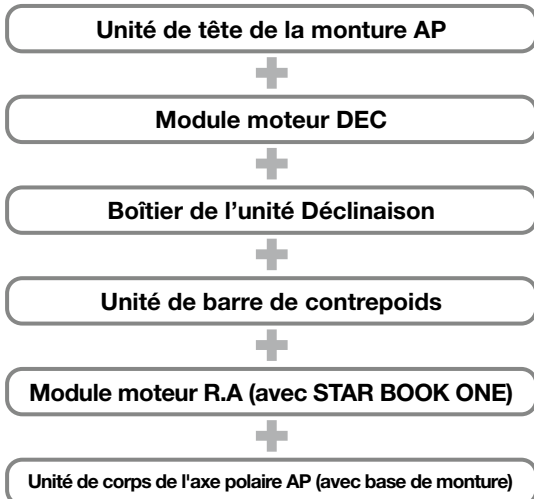 Unité de tête de la monture AP
Module moteur DEC
Boîtier de l’unité Déclinaison
Unité de barre de contrepoids
Module moteur R.A (avec STAR BOOK ONE)
Unité de corps de l'axe polaire AP (avec base de monture)